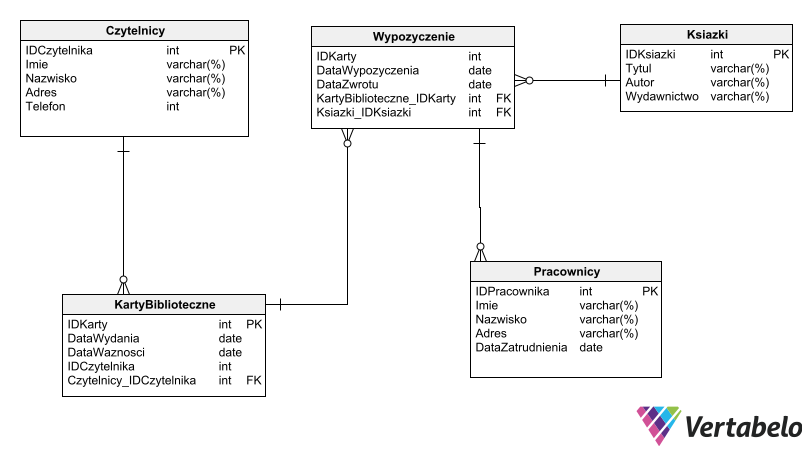 Czytelnicy
IDCzytelnika int PK
Imie varchar(%)
Nazwisko varchar(%)
Adres varchar(%)
Telefon int
Wypozyczenie
IDKarty int
DataWypozyczenia date
DataZwrotu date
KartyBiblioteczne_IDKarty int FK
Ksiazki_IDKsiazki int FK
Ksiazki
IDKsiazki int PK
Tytul varchar(%)
Autor varchar(%)
Wydawnictwo varchar(%)
KartyBiblioteczne
IDKarty int PK
DataWydania date
DataWaznosci date
IDCzytelnika int
Czytelnicy_IDCzytelnika int FK
Pracownicy
IDPracownika int PK
Imie varchar(%)
Nazwisko varchar(%)
Adres varchar(%)
DataZatrudnienia date
Vertabelo